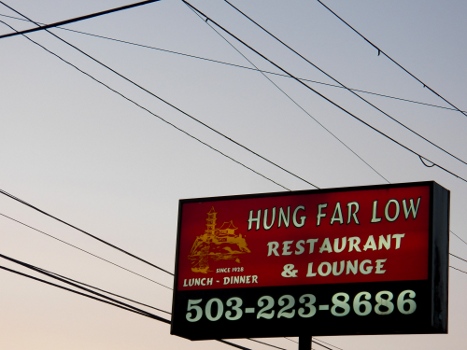 HUNG FAR LOW
RESTAURANT
& LOUNGE
SINCE 1928
LUNCH - DINNER
503-223-8686